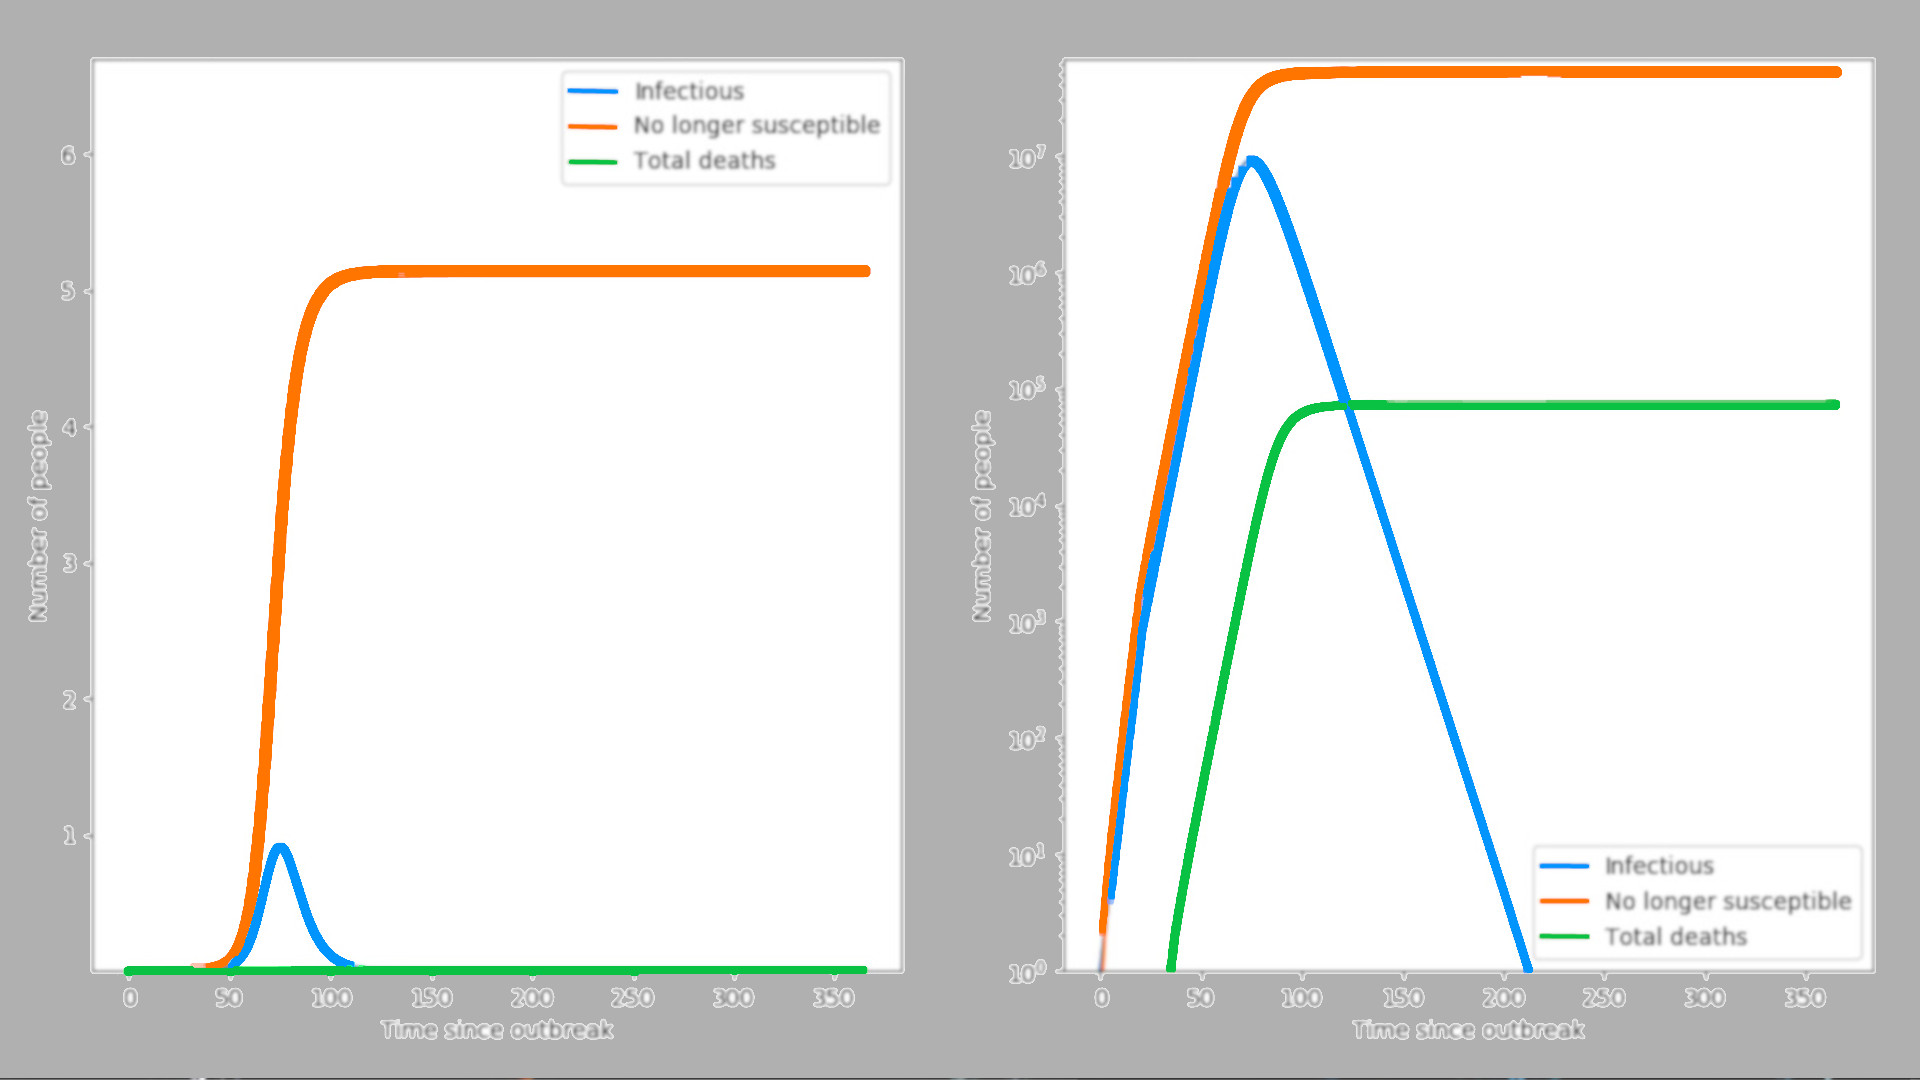 Infectious
No longer susceptible
Total deaths
6
5
4
3
2
1
Number of people
0 50 100 150 200 250 300 350
Time since outbreak
10⁷
10⁶
10⁵
10⁴
10³
10²
10¹
10⁰
Number of people
Infectious
No longer susceptible
Total deaths
0 50 100 150 200 250 300 350
Time since outbreak